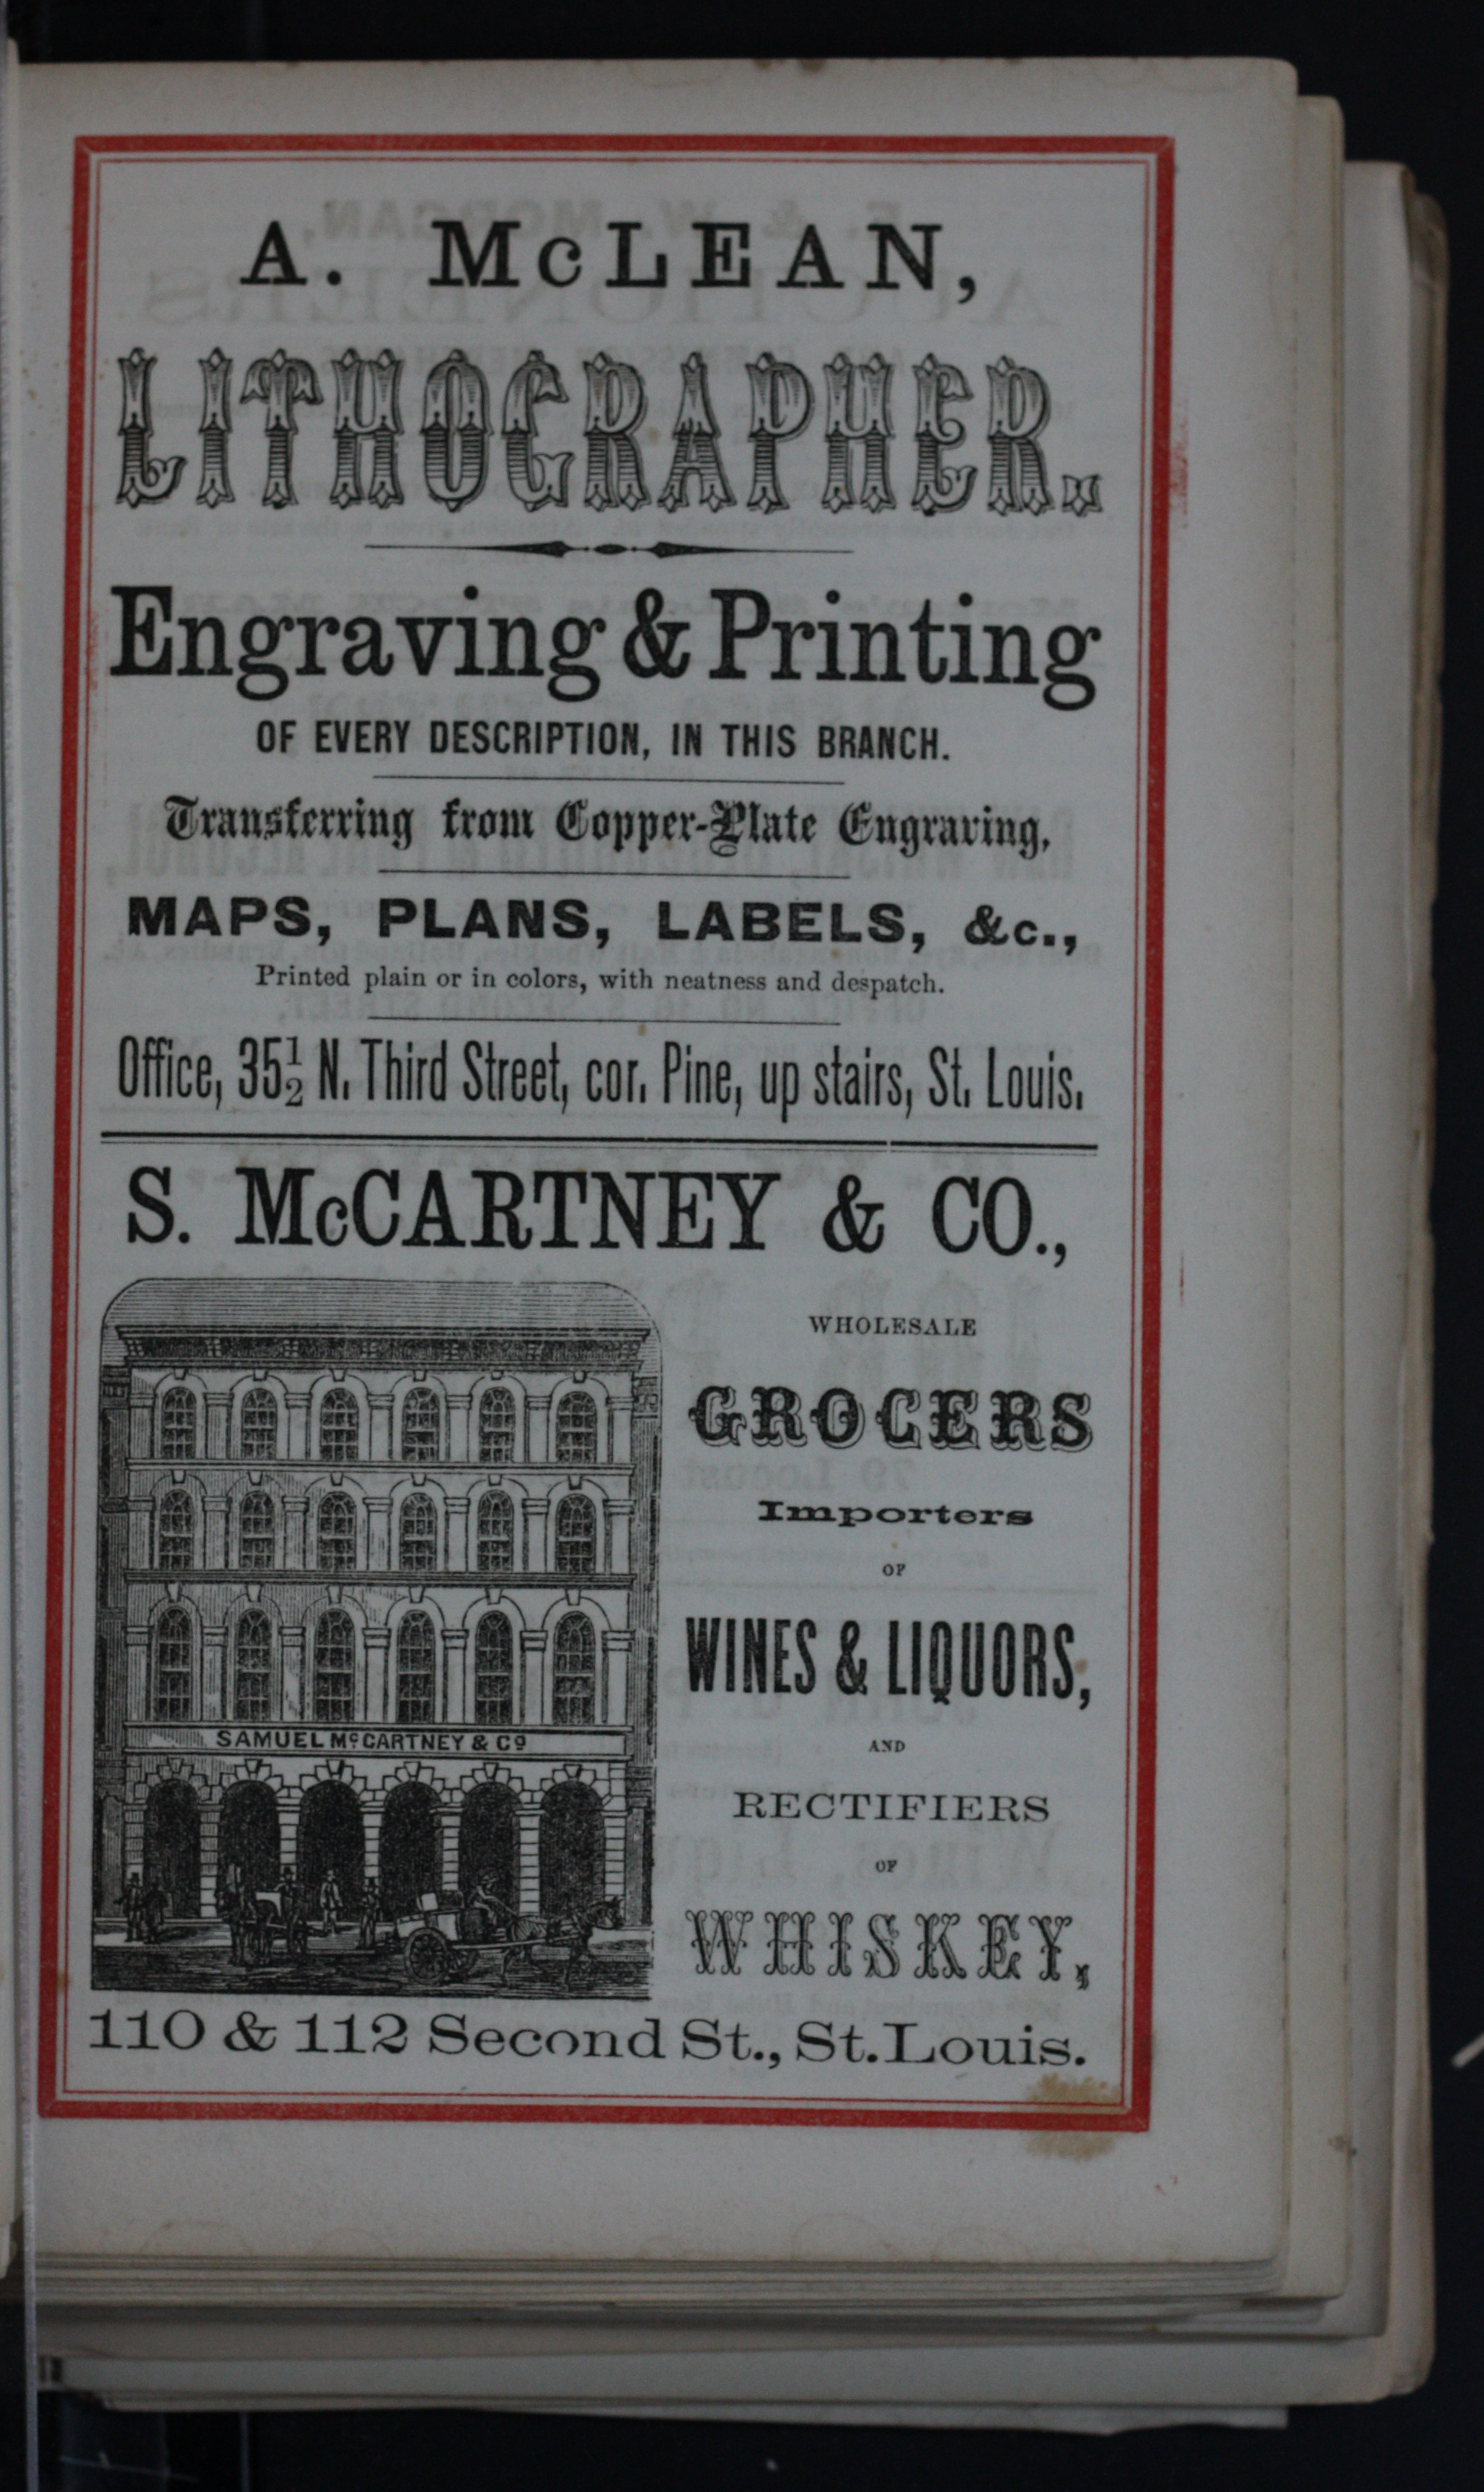 A. McLEAN,
LITHOGRAPHER.
Engraving & Printing
OF EVERY DESCRIPTION, IN THIS BRANCH.
Transferring from Copper-Plate Engraving,
MAPS, PLANS, LABELS, &c.,
Printed plain or in colors, with neatness and despatch.
Office, 35½ N. Third Street, cor. Pine, up stairs, St. Louis.
S. McCARTNEY & CO.,
WHOLESALE
GROCERS
Importers
OF
WINES & LIQUORS,
AND
RECTIFIERS
OF
WHISKEY,
SAMUEL McCARTNEY & Co
110 & 112 Second St., St. Louis.